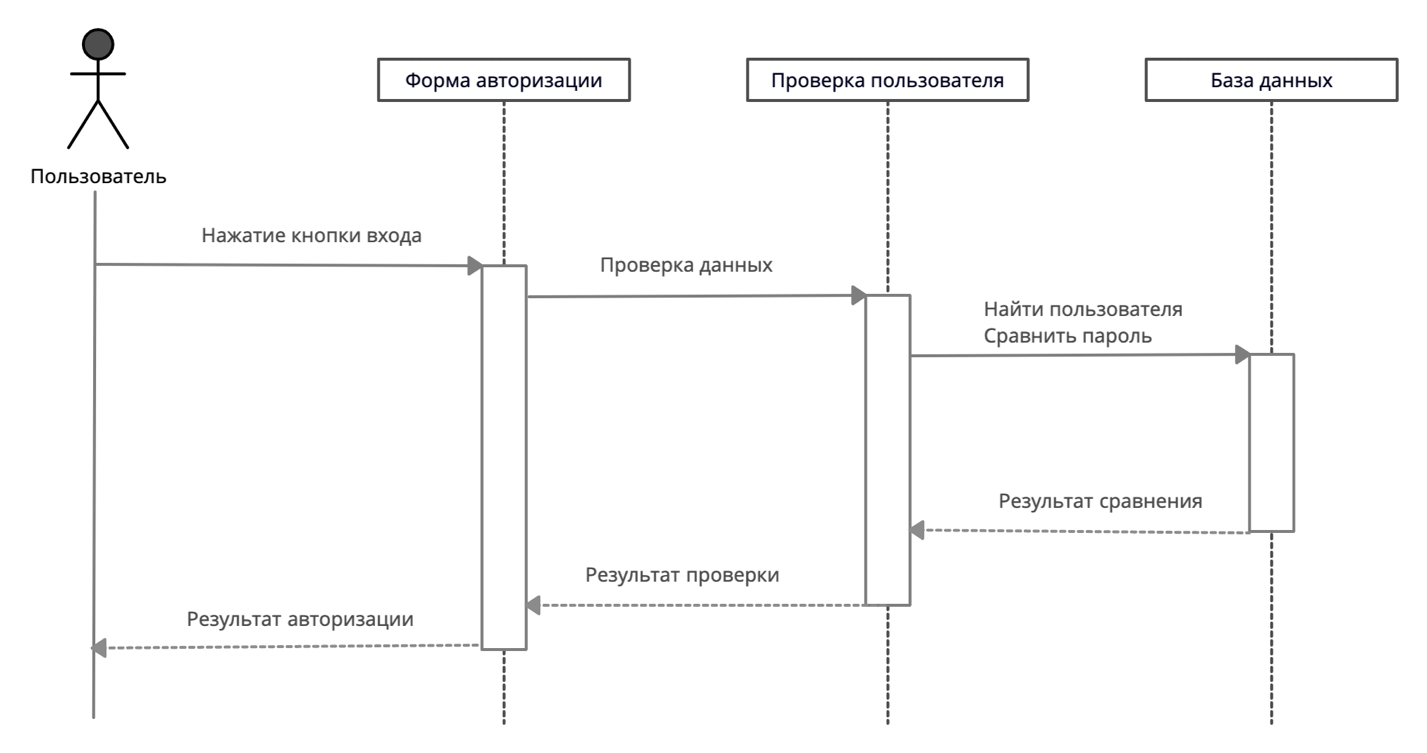 Пользователь
Форма авторизации
Проверка пользователя
База данных
Нажатие кнопки входа
Проверка данных
Найти пользователя
Сравнить пароль
Результат сравнения
Результат проверки
Результат авторизации